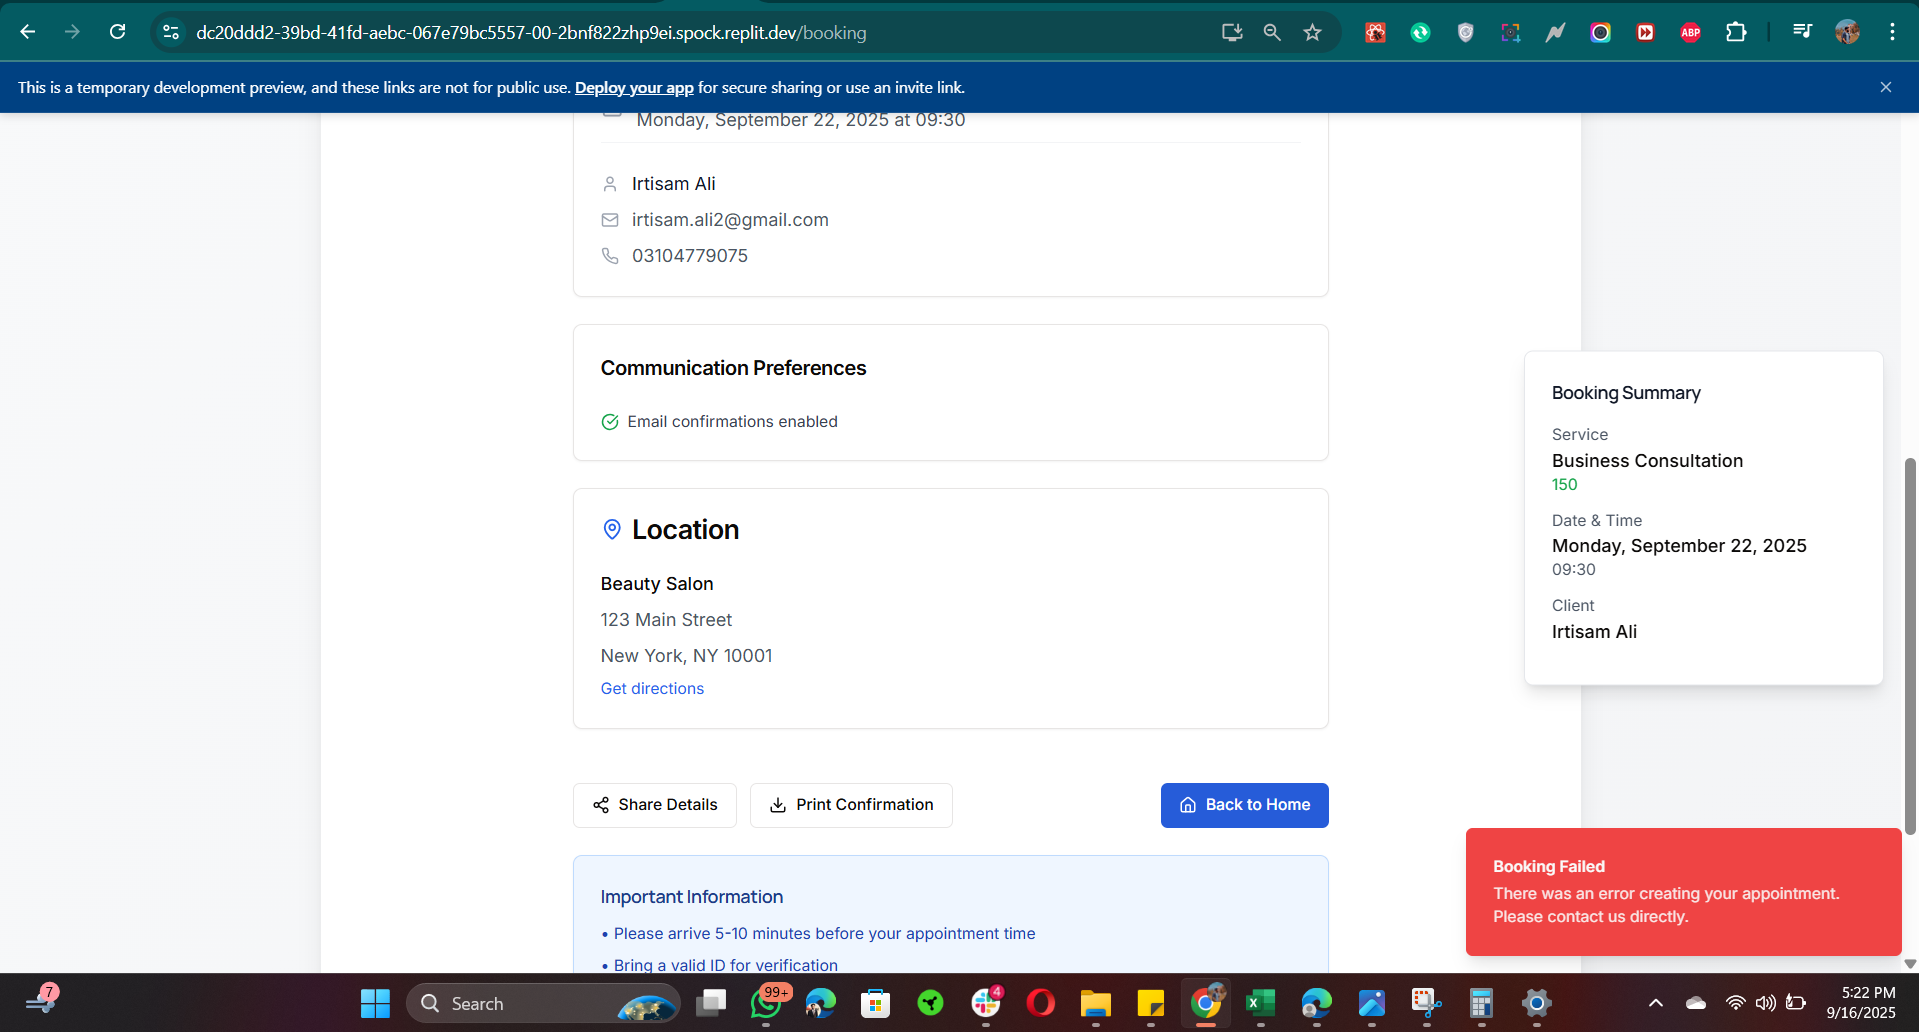 dc20ddd2-39bd-41fd-aebc-067e79bc5557-00-2bnf822zhp9ei.spock.replit.dev/booking
ABP
This is a temporary development preview, and these links are not for public use. Deploy your app for secure sharing or use an invite link.
Monday, September 22, 2025 at 09:30
Irtisam Ali
irtisam.ali2@gmail.com
03104779075
Communication Preferences
Email confirmations enabled
Location
Beauty Salon
123 Main Street
New York, NY 10001
Get directions
Share Details
Print Confirmation
Back to Home
Important Information
• Please arrive 5-10 minutes before your appointment time
• Bring a valid ID for verification
Booking Summary
Service
Business Consultation
150
Date & Time
Monday, September 22, 2025
09:30
Client
Irtisam Ali
Booking Failed
There was an error creating your appointment.
Please contact us directly.
7
Search
99+
4
5:22 PM
9/16/2025